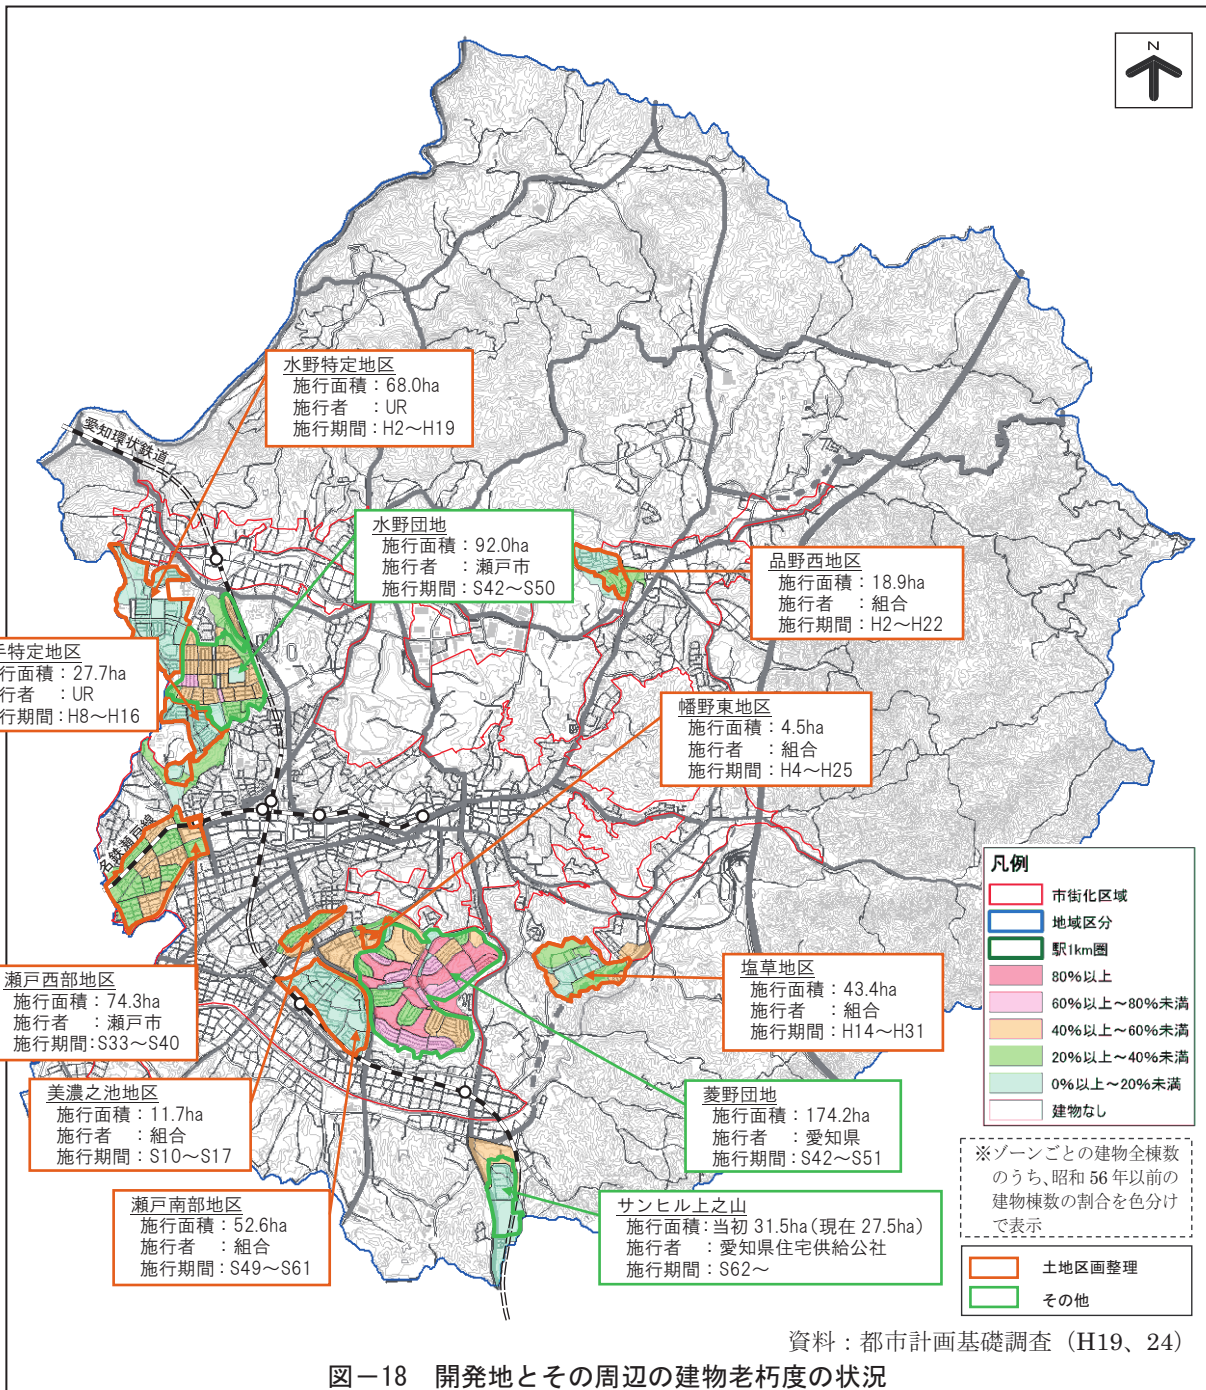 N
水野特定地区
施行面積：68.0ha
施行者　：UR
施行期間：H2～H19
愛知環状鉄道
水野団地
施行面積：92.0ha
施行者　：瀬戸市
施行期間：S42～S50
品野西地区
施行面積：18.9ha
施行者　：組合
施行期間：H2～H22
手特定地区
行面積：27.7ha
行者　：UR
行期間：H8～H16
幡野東地区
施行面積：4.5ha
施行者　：組合
施行期間：H4～H25
名鉄瀬戸線
瀬戸西部地区
施行面積：74.3ha
施行者　：瀬戸市
施行期間：S33～S40
塩草地区
施行面積：43.4ha
施行者　：組合
施行期間：H14～H31
美濃之池地区
施行面積：11.7ha
施行者　：組合
施行期間：S10～S17
菱野団地
施行面積：174.2ha
施行者　：愛知県
施行期間：S42～S51
瀬戸南部地区
施行面積：52.6ha
施行者　：組合
施行期間：S49～S61
サンヒル上之山
施行面積：当初 31.5ha（現在 27.5ha）
施行者　：愛知県住宅供給公社
施行期間：S62～
凡例
市街化区域
地域区分
駅1km圏
80%以上
60%以上～80%未満
40%以上～60%未満
20%以上～40%未満
0%以上～20%未満
建物なし
※ゾーンごとの建物全棟数
のうち、昭和 56 年以前の
建物棟数の割合を色分け
で表示
土地区画整理
その他
資料：都市計画基礎調査（H19、24）
図－18　開発地とその周辺の建物老朽度の状況